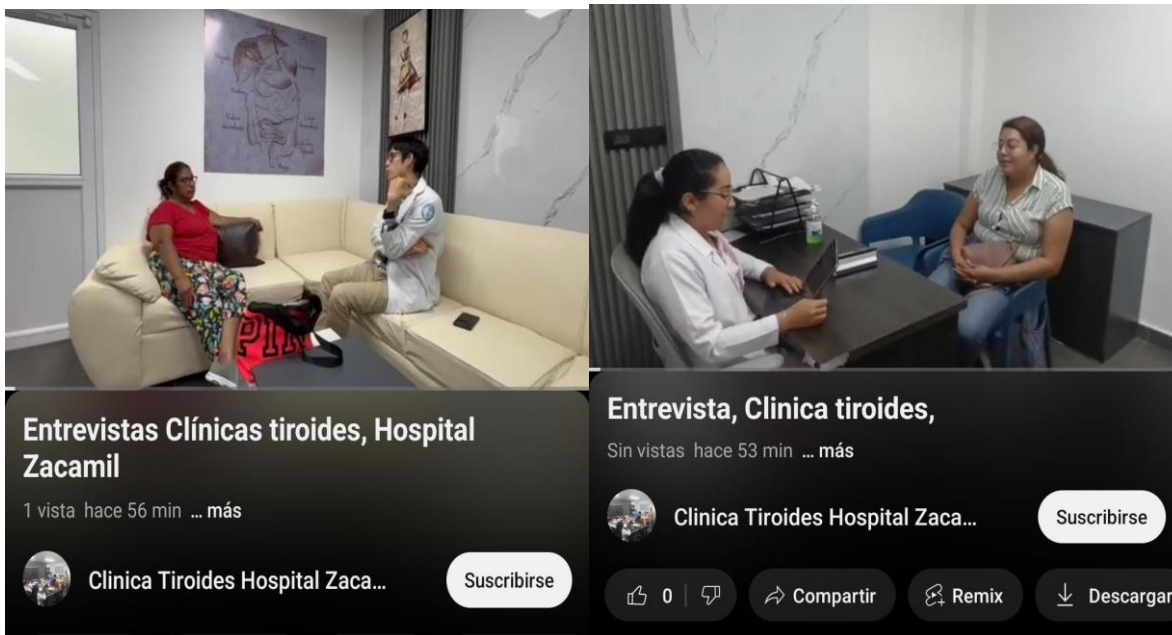 PIN
Entrevistas Clínicas tiroides, Hospital
Zacamil
1 vista hace 56 min ... más
Clinica Tiroides Hospital Zaca...
Suscribirse
Entrevista, Clinica tiroides,
Sin vistas hace 53 min ... más
Clinica Tiroides Hospital Zaca...
Suscribirse
0
Compartir
Remix
Descargar